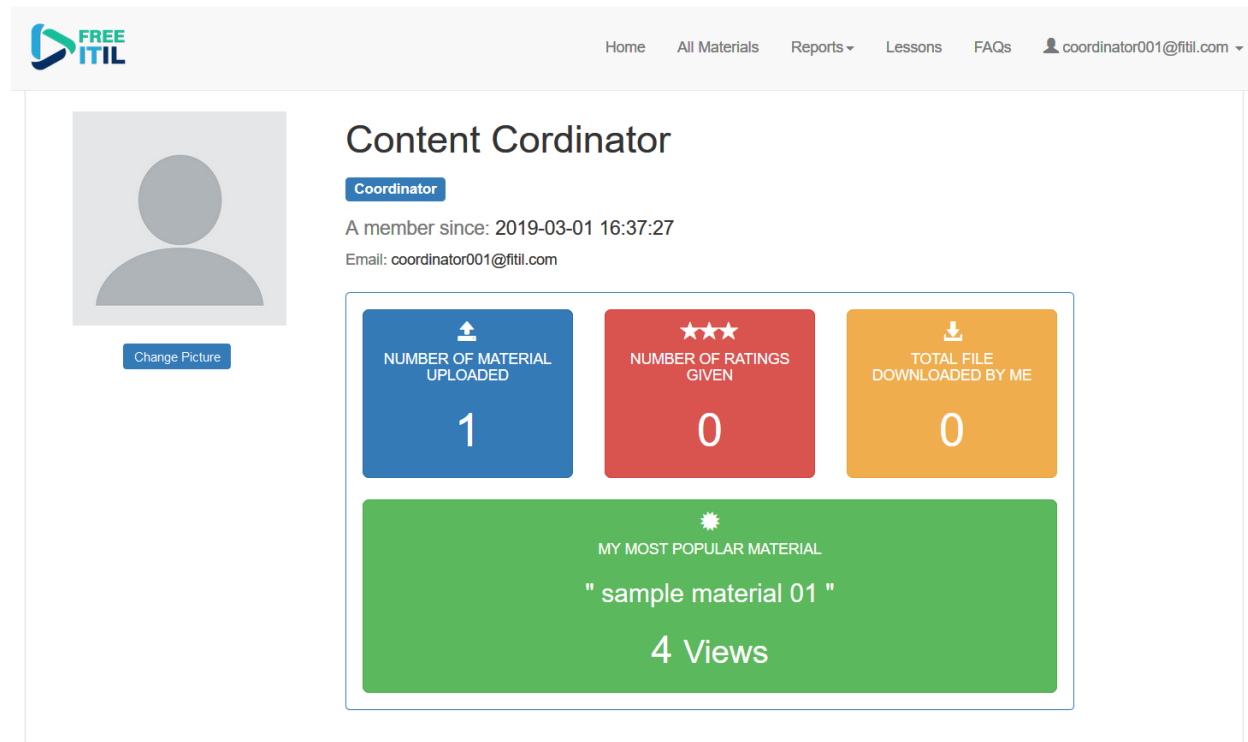 FREE
ITIL
Home All Materials Reports Lessons FAQs coordinator001@fitil.com
Content Cordinator
Coordinator
A member since: 2019-03-01 16:37:27
Email: coordinator001@fitil.com
Change Picture
NUMBER OF MATERIAL
UPLOADED
1
NUMBER OF RATINGS
GIVEN
0
TOTAL FILE
DOWNLOADED BY ME
0
MY MOST POPULAR MATERIAL
" sample material 01 "
4 Views